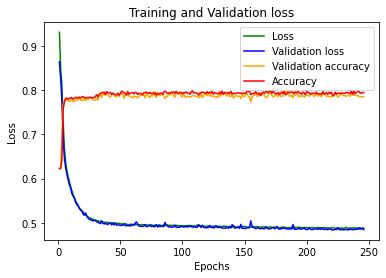 Training and Validation loss
Loss
Validation loss
Validation accuracy
Accuracy
Loss
0.9
0.8
0.7
0.6
0.5
0
50
100
150
200
250
Epochs